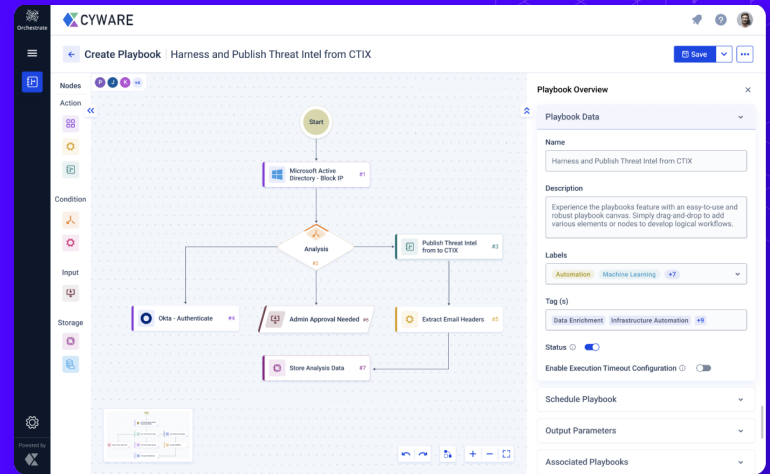 Orchestrate
CYWARE
Create Playbook
Harness and Publish Threat Intel from CTIX
Save
Nodes
P J K +6
Action
Condition
Input
Storage
Start
Microsoft Active
Directory - Block IP
#1
Analysis
#2
Publish Threat Intel
from to CTIX
#3
Okta - Authenticate
#4
Admin Approval Needed
#6
Extract Email Headers
#5
Store Analysis Data
#7
Playbook Overview
Playbook Data
Name
Harness and Publish Threat Intel from CTIX
Description
Experience the playbooks feature with an easy-to-use and
robust playbook canvas. Simply drag-and-drop to add
various elements or nodes to develop logical workflows.
Labels
Automation Machine Learning +7
Tag (s)
Data Enrichment Infrastructure Automation +9
Status
Enable Execution Timeout Configuration
Schedule Playbook
Output Parameters
Associated Playbooks
Powered by